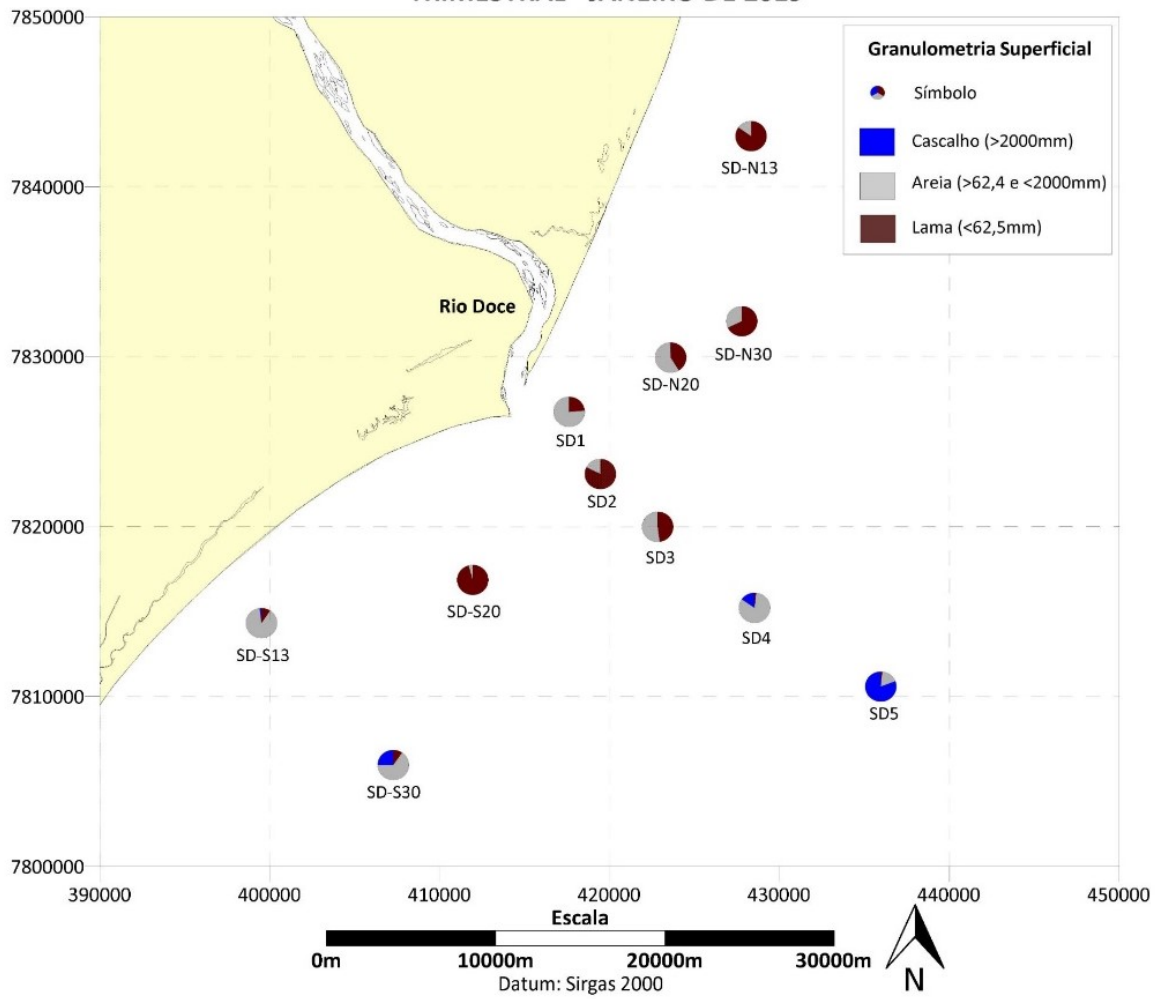 7850000
Granulometria Superficial
Símbolo
Cascalho (>2000mm)
Areia (>62,4 e <2000mm)
Lama (<62,5mm)
SD-N13
7840000
Rio Doce
SD-N30
7830000
SD-N20
SD1
SD2
7820000
SD3
SD-S20
SD4
SD-S13
7810000
SD5
SD-S30
7800000
390000 400000 410000 420000 430000 440000 450000
Escala
0m 10000m 20000m 30000m
Datum: Sirgas 2000
N